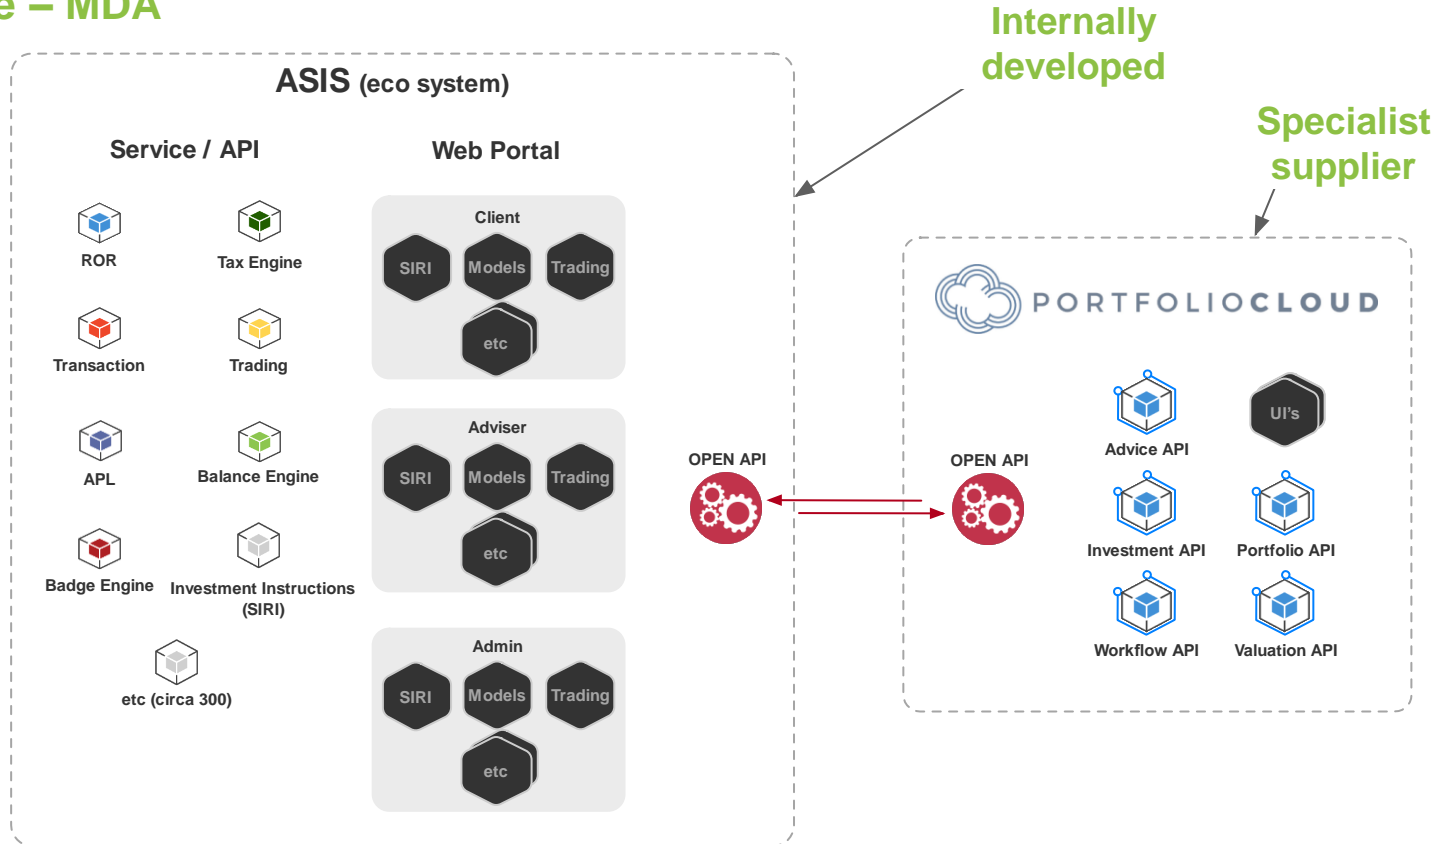 e – MDA
Internally
developed
Specialist
supplier
ASIS (eco system)
Service / API
Web Portal
ROR
Tax Engine
Transaction
Trading
APL
Balance Engine
Badge Engine
Investment Instructions
(SIRI)
etc (circa 300)
Client
SIRI
Models
Trading
etc
Adviser
SIRI
Models
Trading
etc
Admin
SIRI
Models
Trading
etc
OPEN API
OPEN API
PORTFOLIOCLOUD
Advice API
UI's
Investment API
Portfolio API
Workflow API
Valuation API